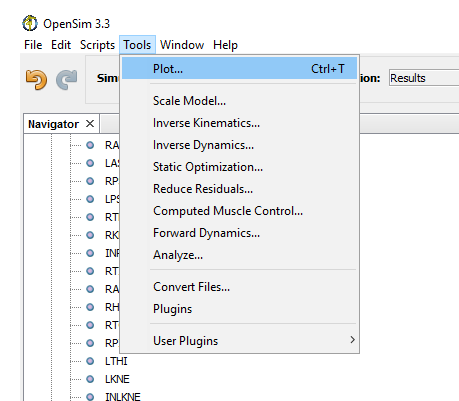 OpenSim 3.3
File Edit Scripts Tools Window Help
Plot... Ctrl+T
Sim ion: Results
Scale Model...
Navigator
Inverse Kinematics...
RA
Inverse Dynamics...
LAS
Static Optimization...
RP
Reduce Residuals...
LPS
Computed Muscle Control...
RT
Forward Dynamics...
RK
Analyze...
INF
RT
Convert Files...
RA
Plugins
RH
RT
User Plugins
RP
LTHI
LKNE
INLKNE